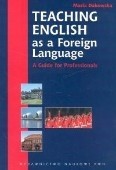 Maria Dakowska
TEACHING
ENGLISH
as a Foreign
Language
A Guide for Professionals
WYDAWNICTWO NAUKOWE PWN